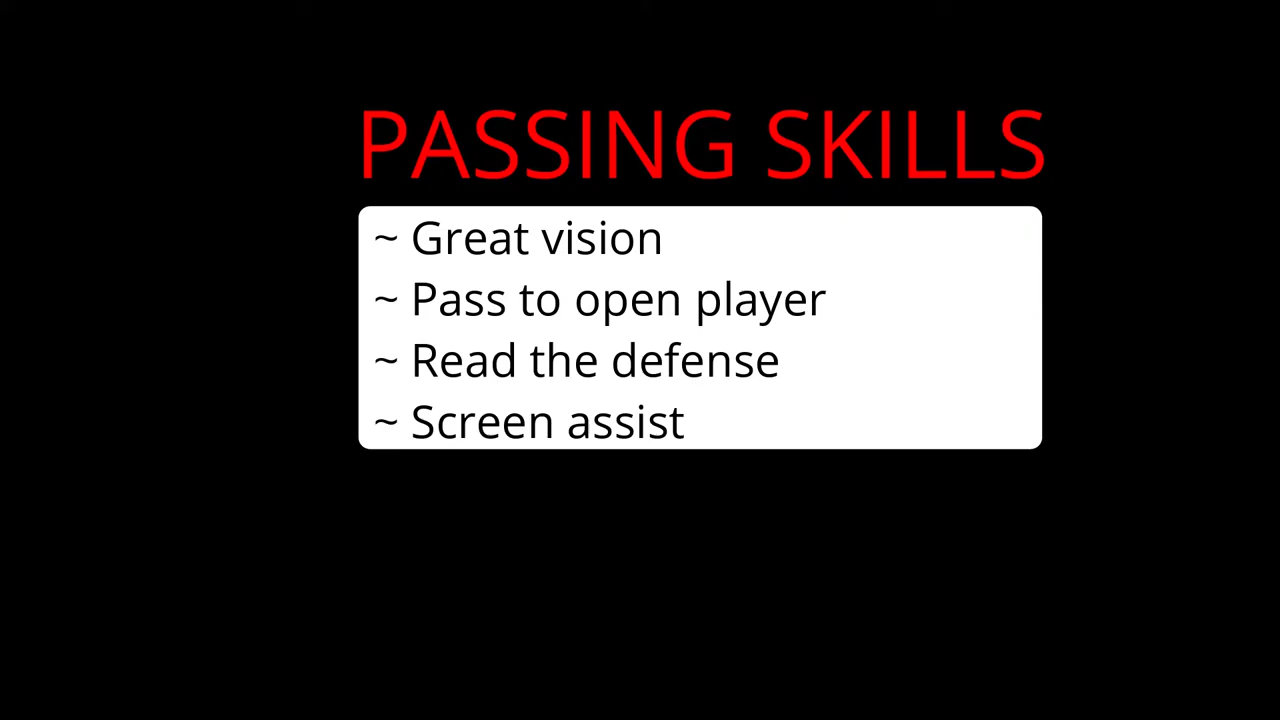 PASSING SKILLS
~ Great vision
~ Pass to open player
~ Read the defense
~ Screen assist